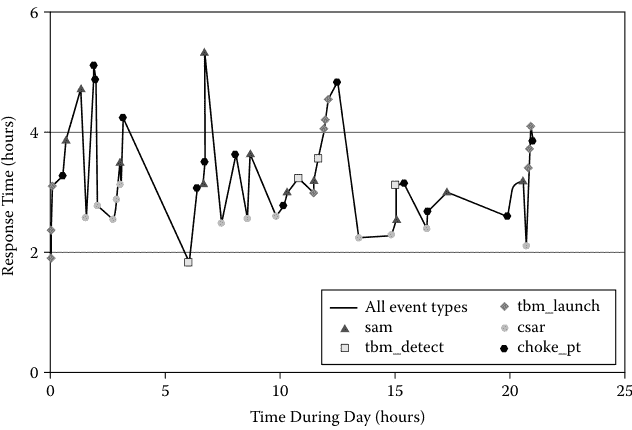 6
4
2
0
Response Time (hours)
All event types
sam
tbm_detect
tbm_launch
csar
choke_pt
0 5 10 15 20 25
Time During Day (hours)